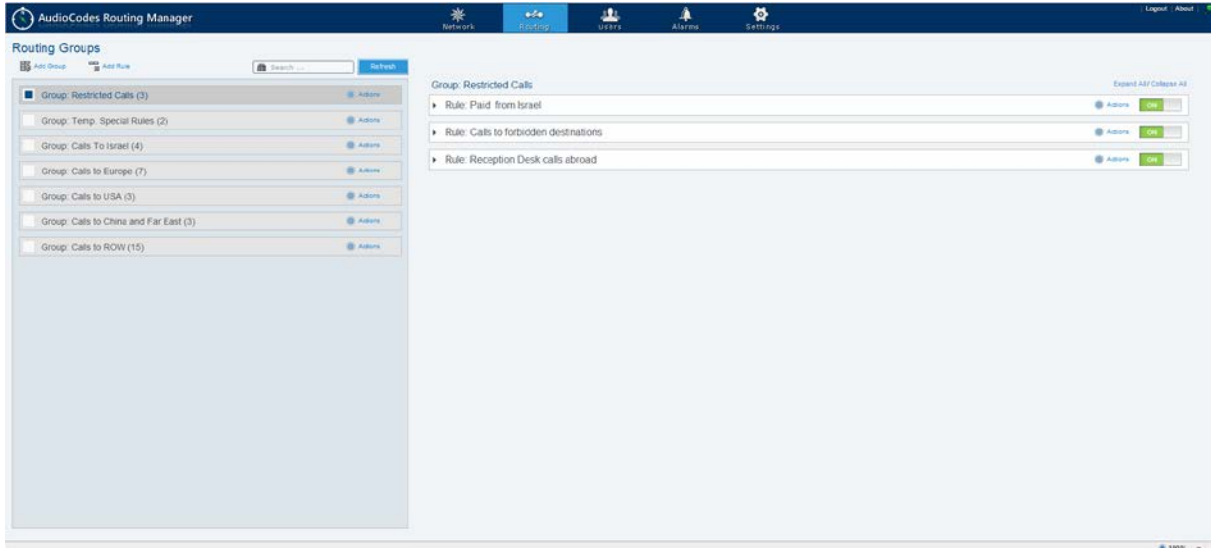 AudioCodes Routing Manager
Network
Routing
Users
Alarms
Settings
Logout
About
Routing Groups
Add Group
Add Rule
Search ...
Refresh
Group: Restricted Calls (3)
Actions
Group: Temp. Special Rules (2)
Actions
Group: Calls To Israel (4)
Actions
Group: Calls to Europe (7)
Actions
Group: Calls to USA (3)
Actions
Group: Calls to China and Far East (3)
Actions
Group: Calls to ROW (15)
Actions
Group: Restricted Calls
Expand All/ Collapse All
Rule: Paid from Israel
Actions
ON
Rule: Calls to forbidden destinations
Actions
ON
Rule: Reception Desk calls abroad
Actions
ON
100%